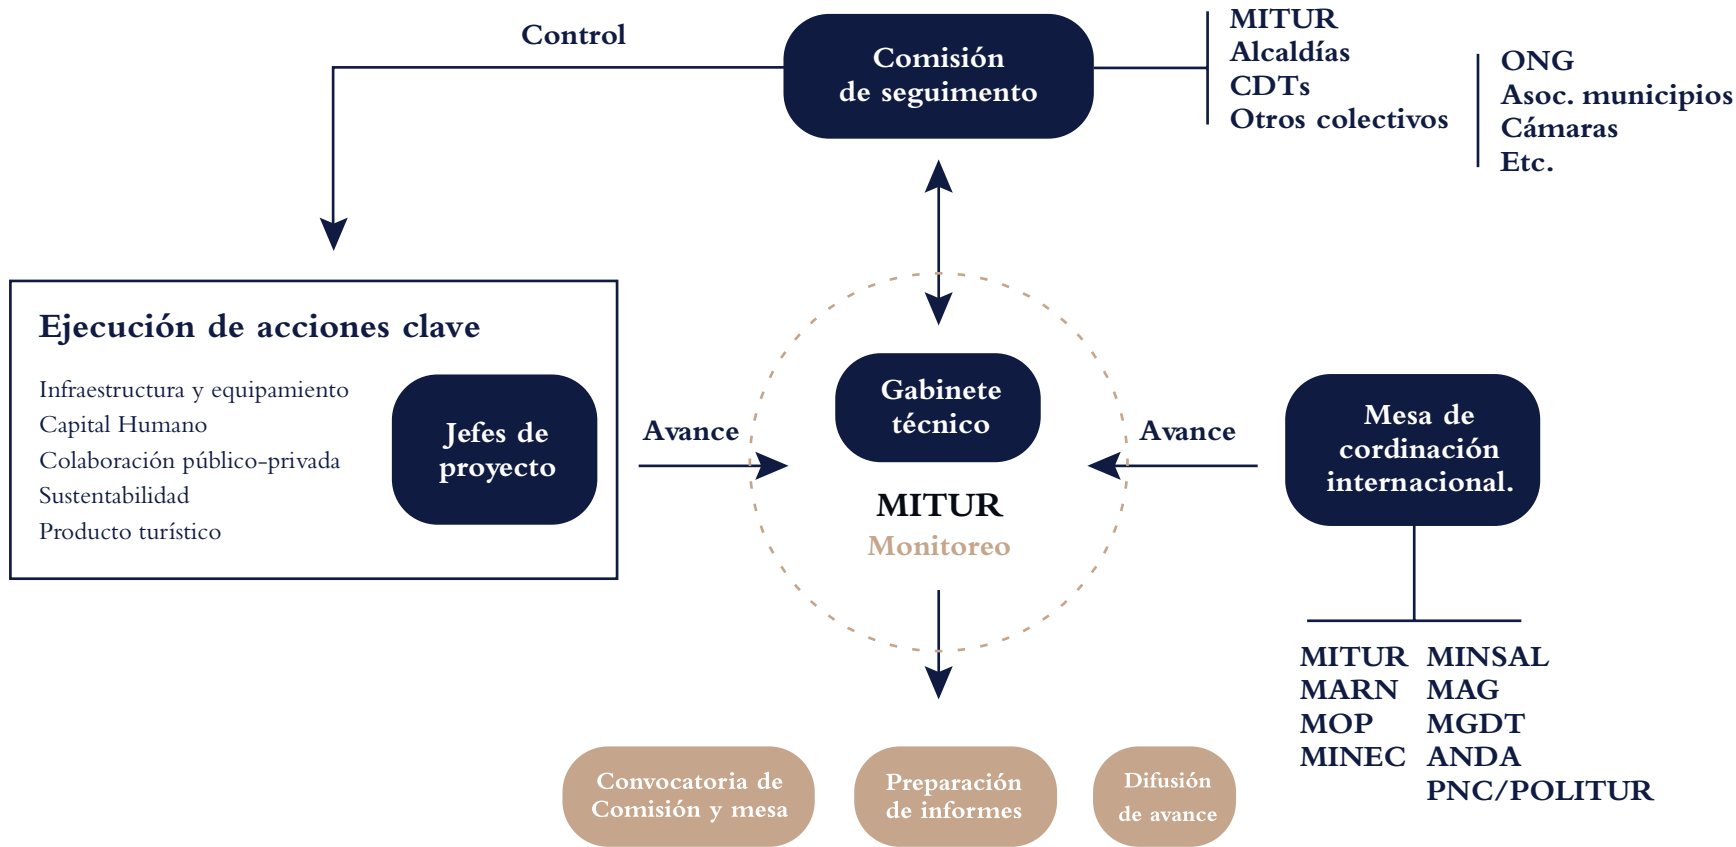 Control
Comisión
de seguimento
MITUR
Alcaldías
CDTs
Otros colectivos
ONG
Asoc. municipios
Cámaras
Etc.
Ejecución de acciones clave
Infraestructura y equipamiento
Capital Humano
Colaboración público-privada
Sustentabilidad
Producto turístico
Jefes de
proyecto
Avance
Gabinete
técnico
MITUR
Monitoreo
Avance
Mesa de
cordinación
internacional.
MITUR
MARN
MOP
MINEC
MINSAL
MAG
MGDT
ANDA
PNC/POLITUR
Convocatoria de
Comisión y mesa
Preparación
de informes
Difusión
de avance